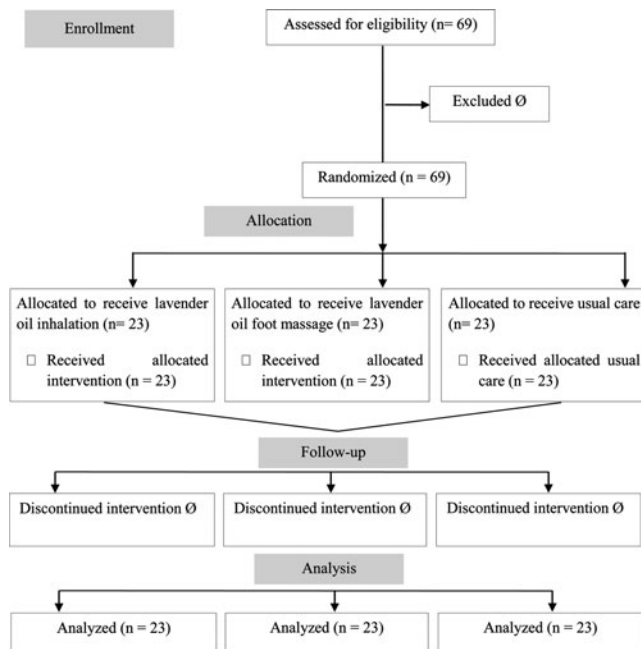 Enrollment
Assessed for eligibility (n= 69)
Excluded Ø
Randomized (n = 69)
Allocation
Allocated to receive lavender
oil inhalation (n= 23)
□ Received allocated
intervention (n = 23)
Allocated to receive lavender
oil foot massage (n = 23)
□ Received allocated
intervention (n = 23)
Allocated to receive usual care
(n= 23)
□ Received allocated usual
care (n = 23)
Follow-up
Discontinued intervention Ø
Discontinued intervention Ø
Discontinued intervention Ø
Analysis
Analyzed (n = 23)
Analyzed (n = 23)
Analyzed (n = 23)